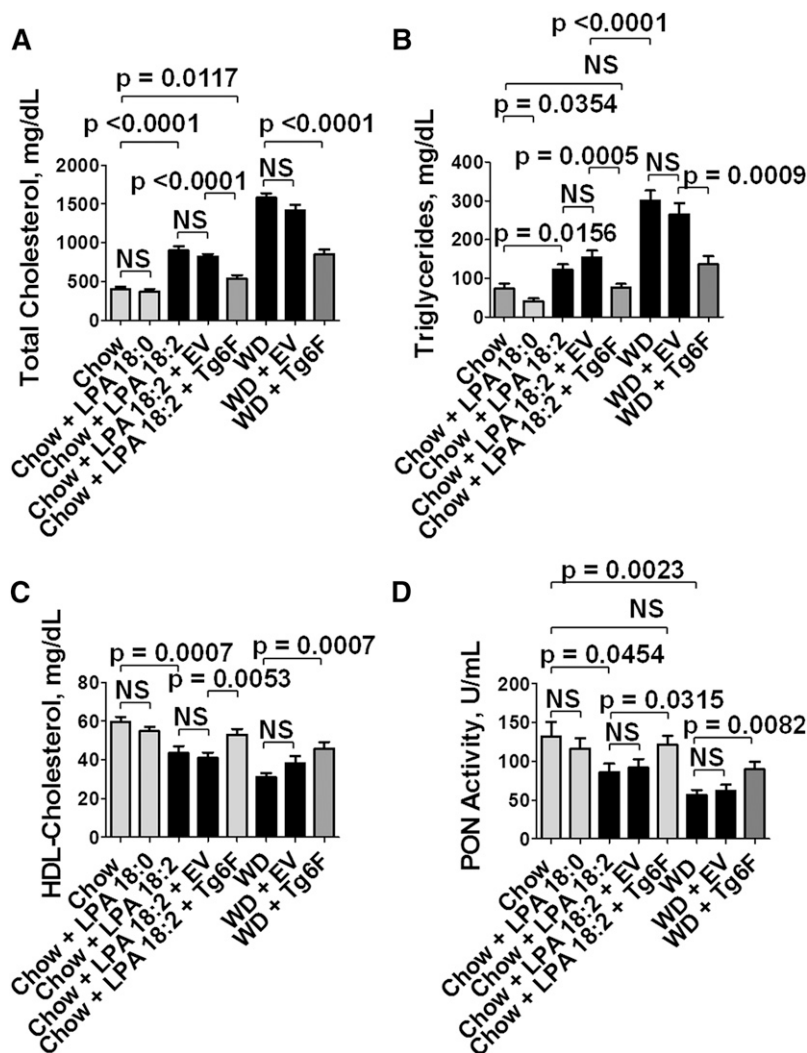 A
p = 0.0117
p <0.0001
p <0.0001
p <0.0001
NS
NS
NS
Total Cholesterol, mg/dL
2000
1500
1000
500
0
Chow
Chow + LPA 18:0
Chow + LPA 18:2
Chow + LPA 18:2 + EV
Chow + LPA 18:2 + Tg6F
WD
WD + EV
WD + Tg6F
B
p <0.0001
NS
p = 0.0354
p = 0.0005
NS
p = 0.0009
NS
p = 0.0156
Triglycerides, mg/dL
400
300
200
100
0
Chow
Chow + LPA 18:0
Chow + LPA 18:2
Chow + LPA 18:2 + EV
Chow + LPA 18:2 + Tg6F
WD
WD + EV
WD + Tg6F
C
p = 0.0007
p = 0.0007
p = 0.0053
NS
NS
NS
HDL-Cholesterol, mg/dL
80
60
40
20
0
Chow
Chow + LPA 18:0
Chow + LPA 18:2
Chow + LPA 18:2 + EV
Chow + LPA 18:2 + Tg6F
WD
WD + EV
WD + Tg6F
D
p = 0.0023
NS
p = 0.0454
NS
p = 0.0315
p = 0.0082
NS
NS
PON Activity, U/mL
200
150
100
50
0
Chow
Chow + LPA 18:0
Chow + LPA 18:2
Chow + LPA 18:2 + EV
Chow + LPA 18:2 + Tg6F
WD
WD + EV
WD + Tg6F